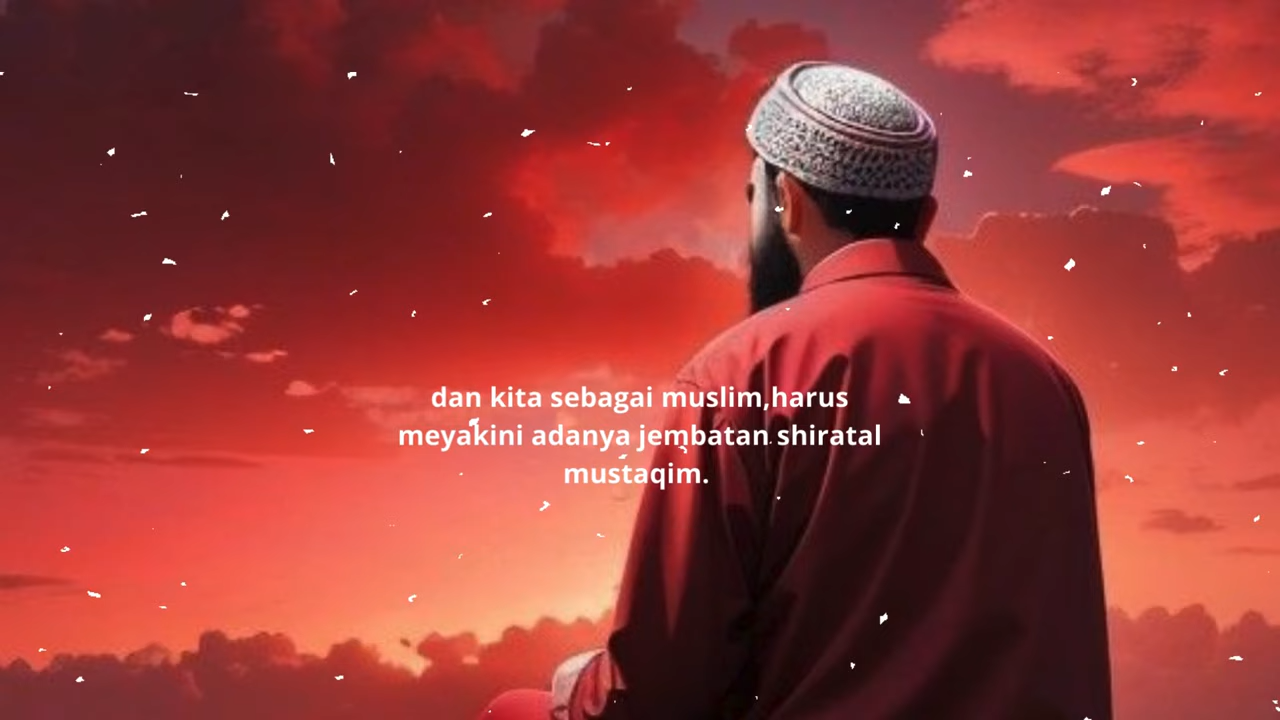 dan kita sebagai muslim,harus
meyakini adanya jembatan shiratal
mustaqim.